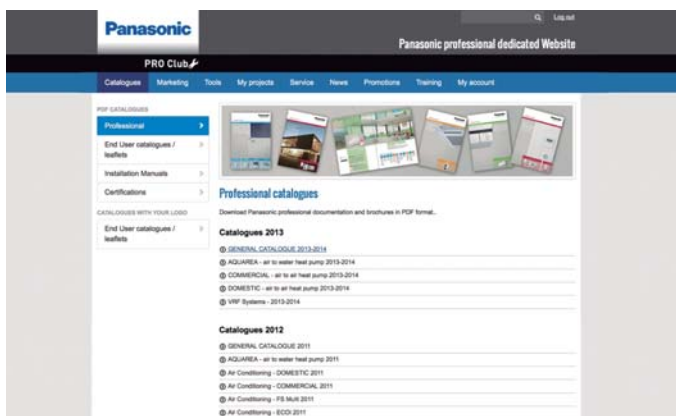 Log out
Panasonic
Panasonic professional dedicated Website
PRO Club
Catalogues Marketing Tools My projects Service News Promotions Training My account
PDF CATALOGUES
Professional
End User catalogues /
leaflets
Installation Manuals
Certifications
CATALOGUES WITH YOUR LOGO
End User catalogues /
leaflets
Professional catalogues
Download Panasonic professional documentation and brochures in PDF format..
Catalogues 2013
GENERAL CATALOGUE 2013-2014
AQUAREA - air to water heat pump 2013-2014
COMMERCIAL - air to air heat pump 2013-2014
DOMESTIC - air to air heat pump 2013-2014
VRF Systems - 2013-2014
Catalogues 2012
GENERAL CATALOGUE 2011
AQUAREA - air to water heat pump 2011
Air Conditioning - DOMESTIC 2011
Air Conditioning - COMMERCIAL 2011
Air Conditioning - FS Multi 2011
Air Conditioning - ECOi 2011